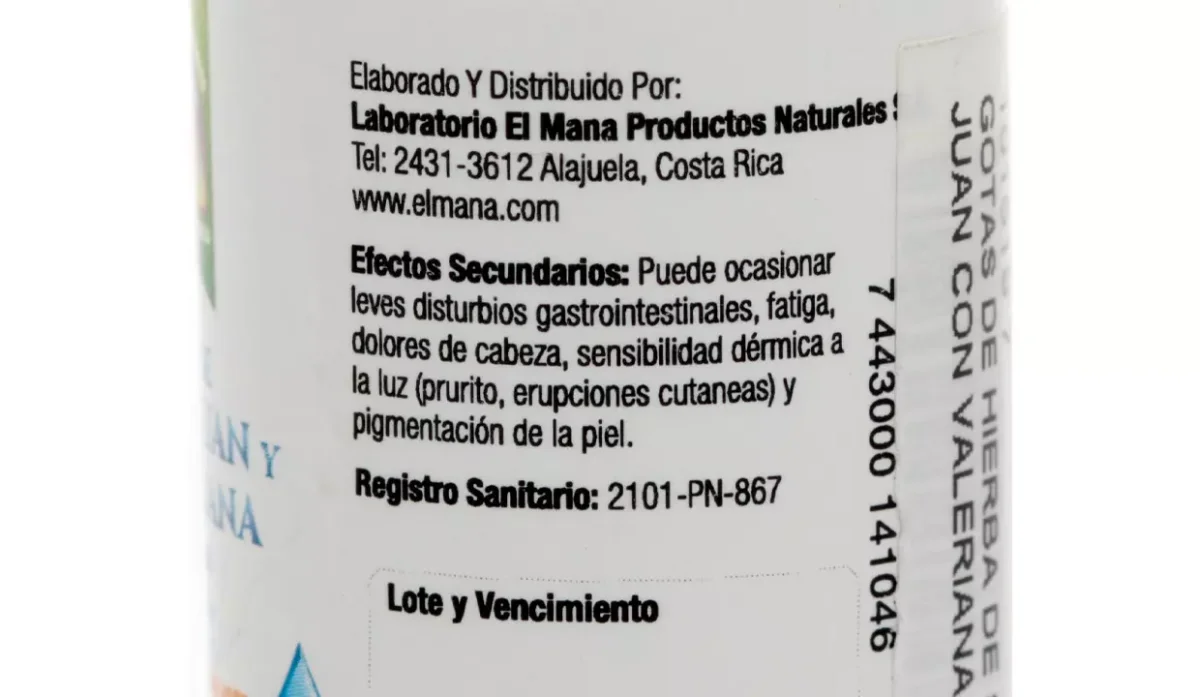 Elaborado Y Distribuido Por:
Laboratorio El Mana Productos Naturales
Tel: 2431-3612 Alajuela, Costa Rica
www.elmana.com
Efectos Secundarios: Puede ocasionar
leves disturbios gastrointestinales, fatiga,
dolores de cabeza, sensibilidad dérmica a
la luz (prurito, erupciones cutaneas) y
pigmentación de la piel.
Registro Sanitario: 2101-PN-867
Lote y Vencimiento
7 443000 141046
GOTAS DE HIERBA DE
JUAN CON VALERIANA
Y